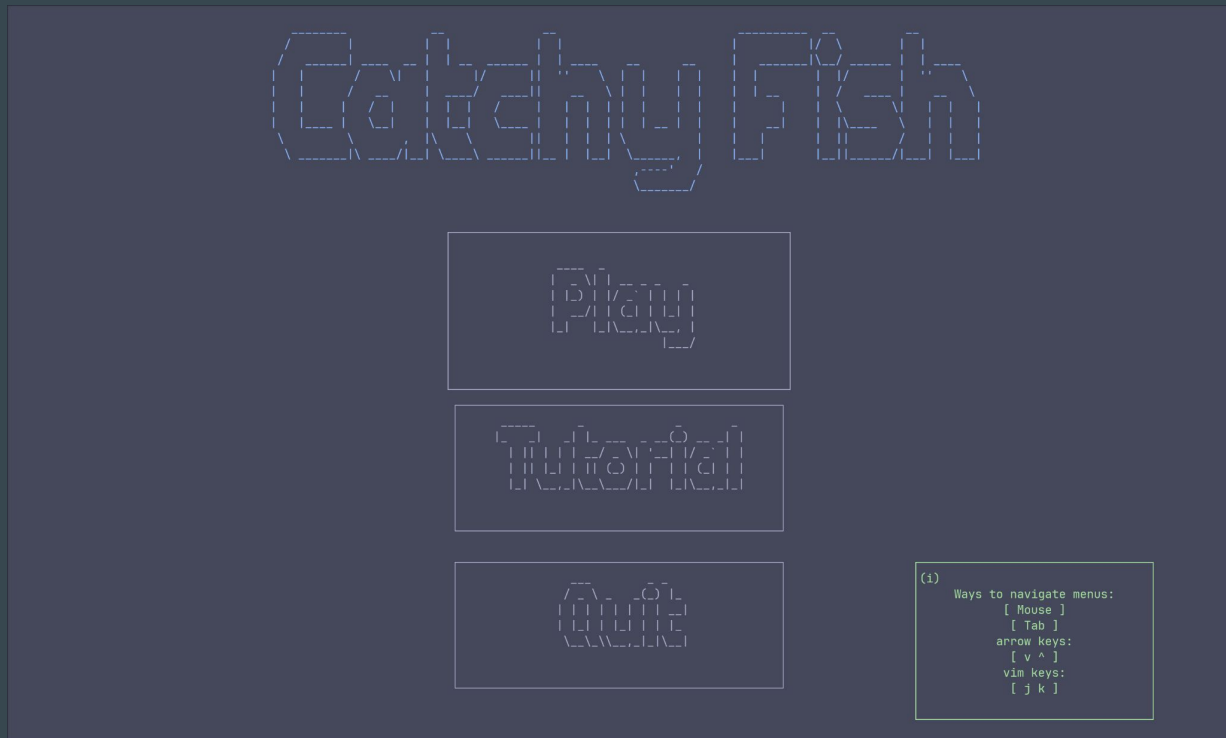 Catchy Fish
Play
Tutorial
Quit
(i)
Ways to navigate menus:
[ Mouse ]
[ Tab ]
arrow keys:
[ v ^ ]
vim keys:
[ j k ]